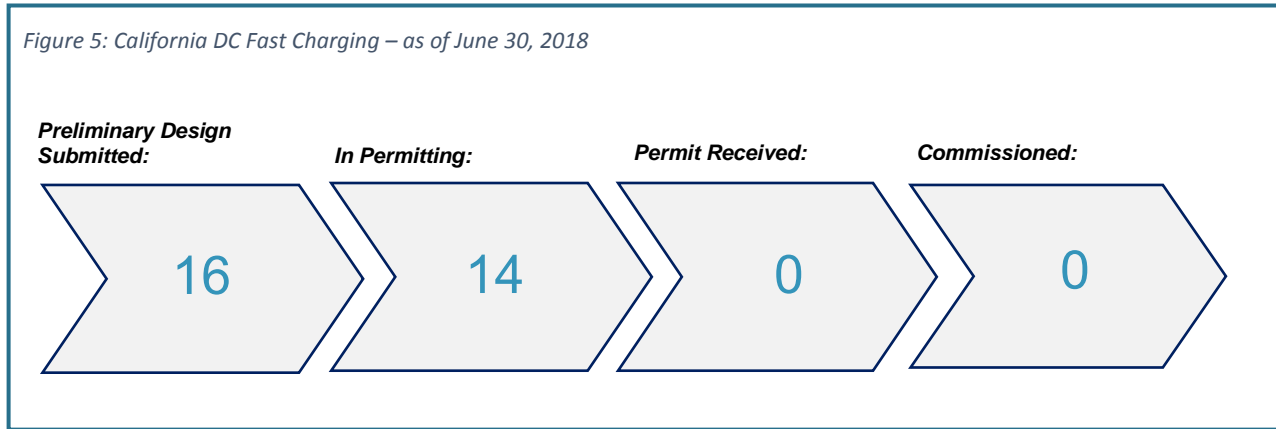 Figure 5: California DC Fast Charging – as of June 30, 2018
Preliminary Design
Submitted:
In Permitting:
Permit Received:
Commissioned:
16
14
0
0